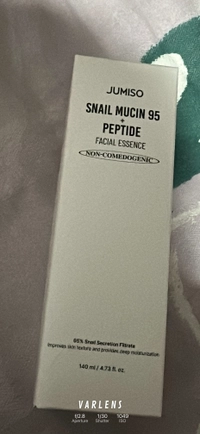 JUMISO
SNAIL MUCIN 95
+
PEPTIDE
FACIAL ESSENCE
NON-COMEDOGENIC
95% Snail Secretion Filtrate
Improves skin texture and provides deep moisturization
140 ml / 4.73 fl. oz.
VARLENS
f/2.8 1/30 1049
Aperture Shutter ISO